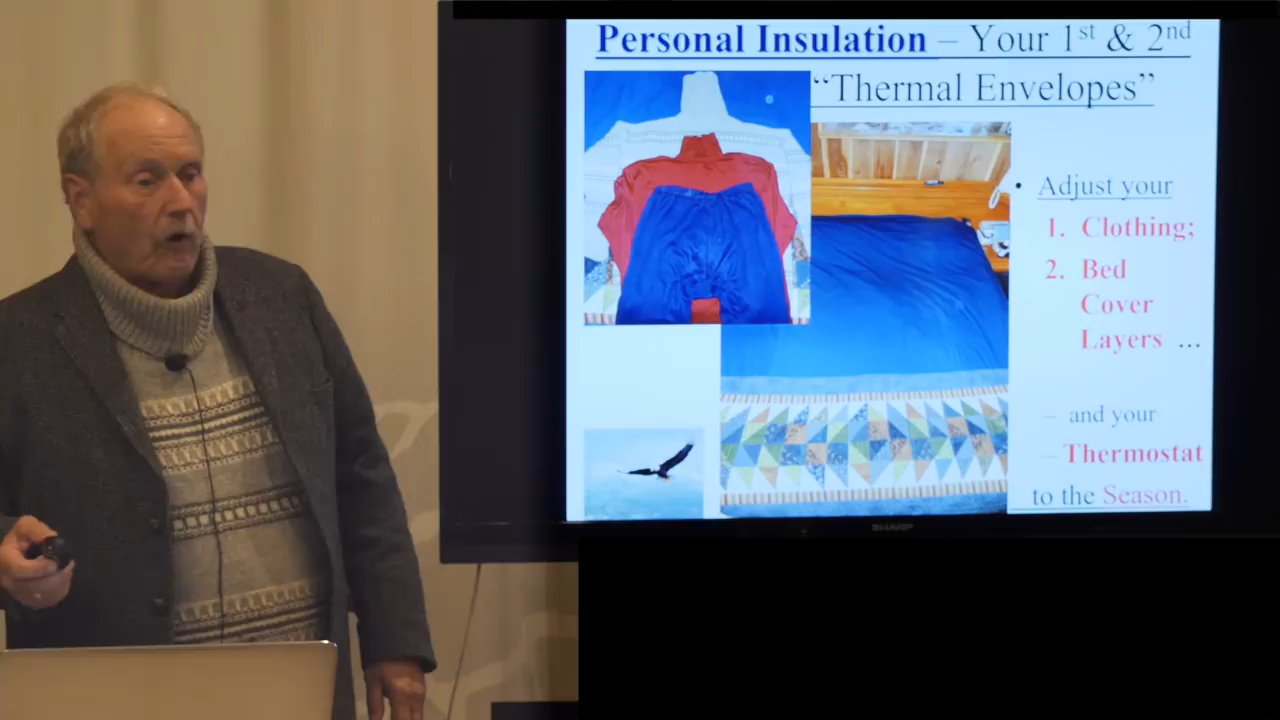 Personal Insulation – Your 1st & 2nd
“Thermal Envelopes”
• Adjust your
1. Clothing;
2. Bed
Cover
Layers ...
– and your
– Thermostat
to the Season.
SHARP